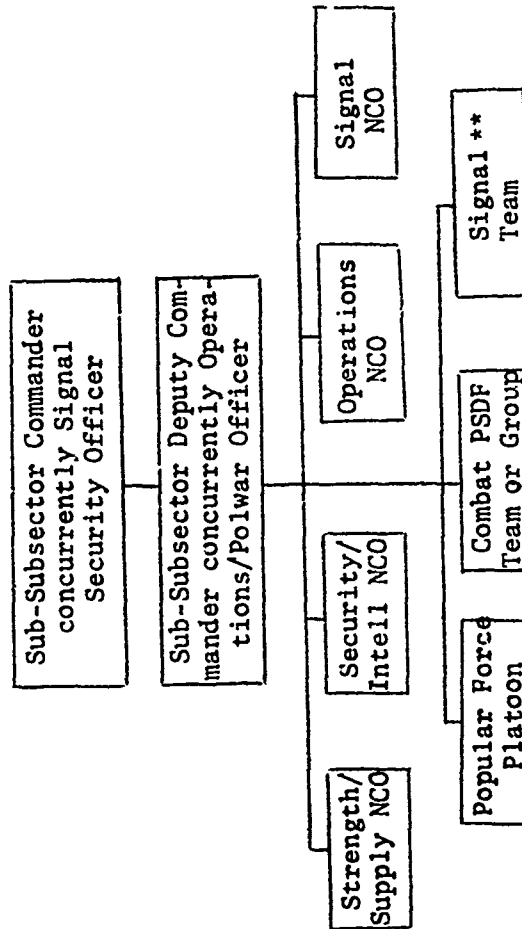 Sub-Subsector Commander
concurrently Signal
Security Officer
Sub-Subsector Deputy Com-
mander concurrently Opera-
tions/Polwar Officer
Strength/
Supply NCO
Security/
Intell NCO
Operations
NCO
Signal
NCO
Popular Force
Platoon
Combat PSDF
Team or Group
Signal **
Team